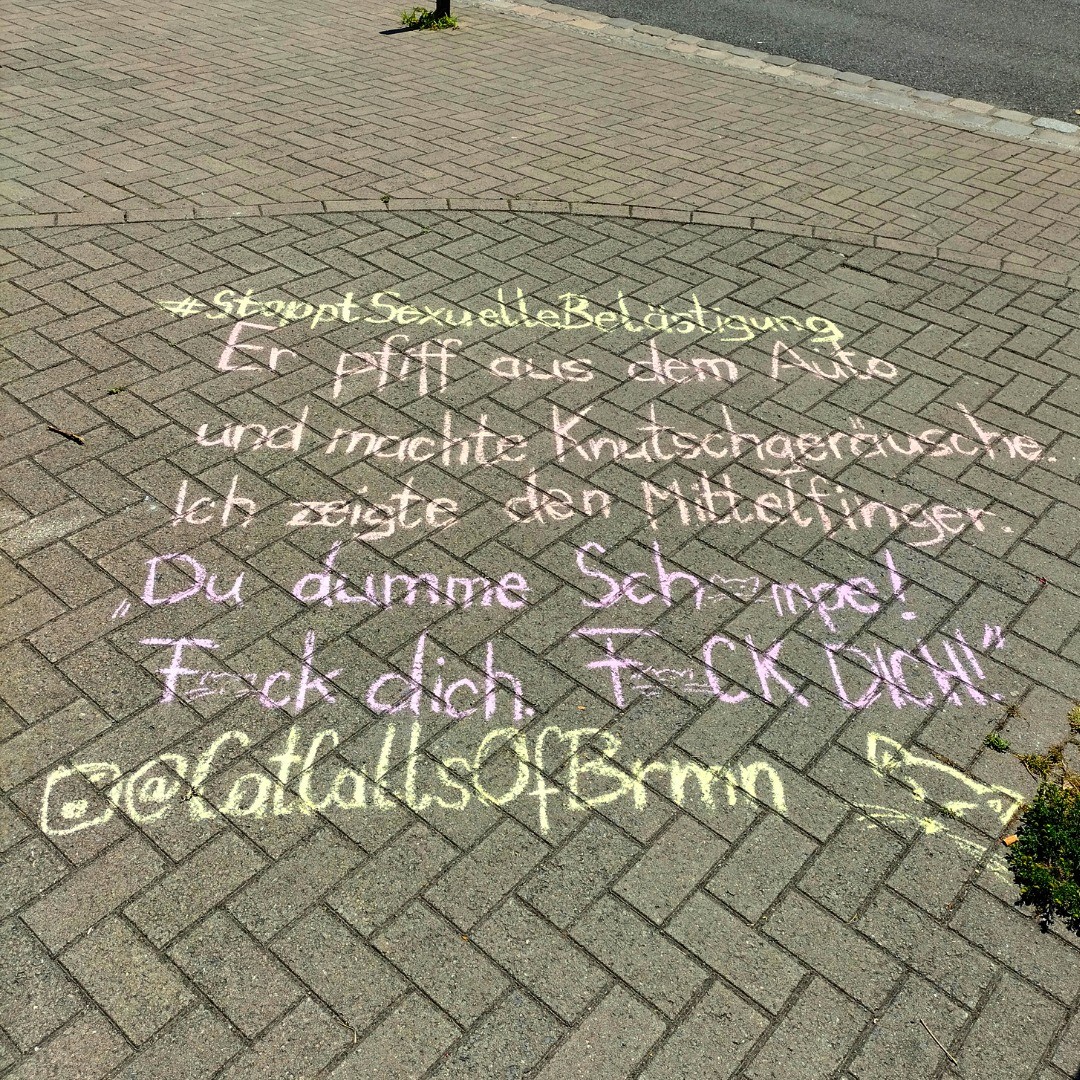 #StopptSexuelleBelästigung
Er pfiff aus dem Auto
und machte Knutschgeräusche.
Ich zeigte den Mittelfinger.
„Du dumme Sch mpe!
F ck dich. F CK DICH!"
@CatCallsOfBrmn